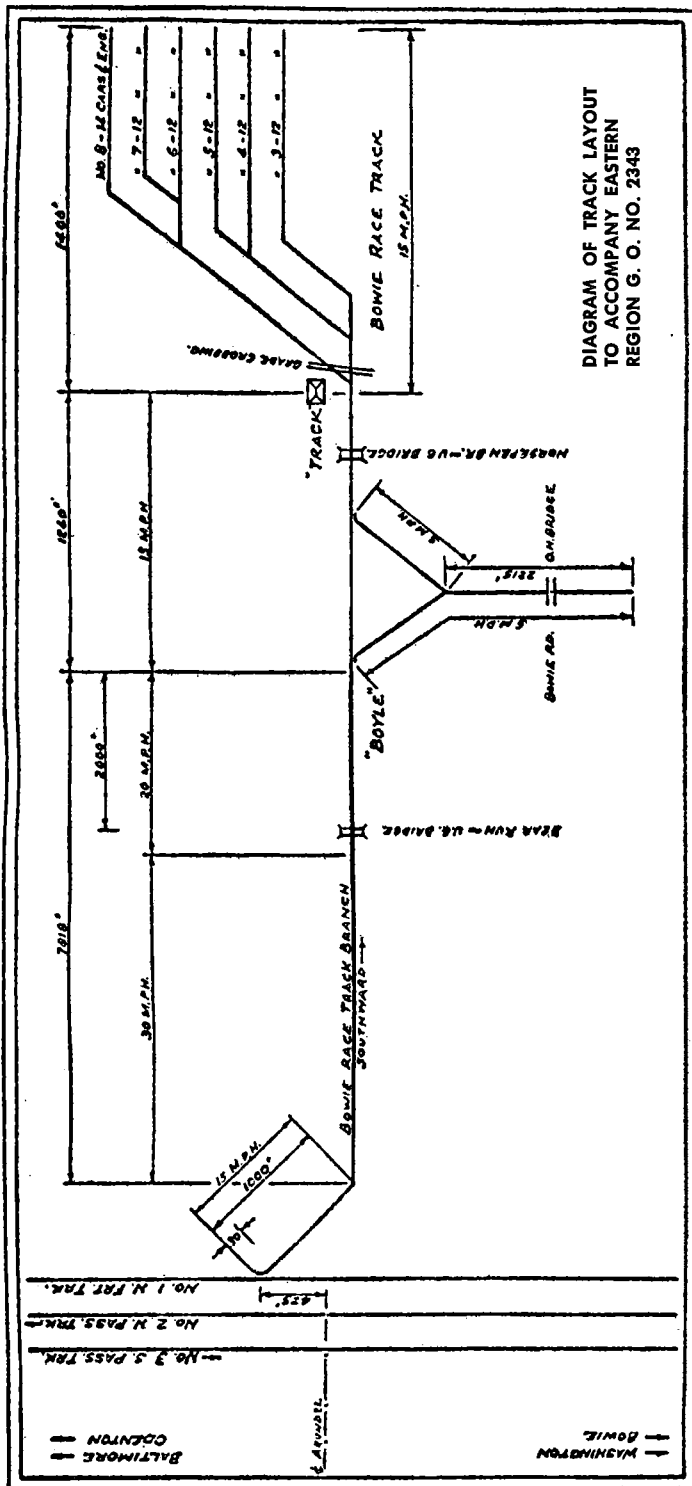 DIAGRAM OF TRACK LAYOUT
TO ACCOMPANY EASTERN
REGION G. O. NO. 2343
No. 1 N. FRT. TRK.
No. 2 N. PASS. TRK.
No. 3 S. PASS. TRK.
BALTIMORE
ODENTON
WASHINGTON
BOWIE
℄ ARUNDEL
455'
90'
1000'
15 M.P.H.
7010'
30 M.P.H.
20 M.P.H.
2000'
BOWIE RACE TRACK BRANCH
SOUTHWARD
BEAR RUN ~ U.G. BRIDGE
"BOYLE"
1260'
15 M.P.H
5 M.P.H
5 M.P.H
2215'
BOWIE RD. O.H. BRIDGE
HORSEPEN BR. ~ U G BRIDGE
"TRACK"
GRADE CROSSING.
1400'
NO. 8 - 12 CARS & ENG.
" 7 - 12 " "
" 6 - 12 " "
" 5 - 12 " "
" 4 - 12 " "
" 3 - 12 " "
BOWIE RACE TRACK
15 M.P.H.